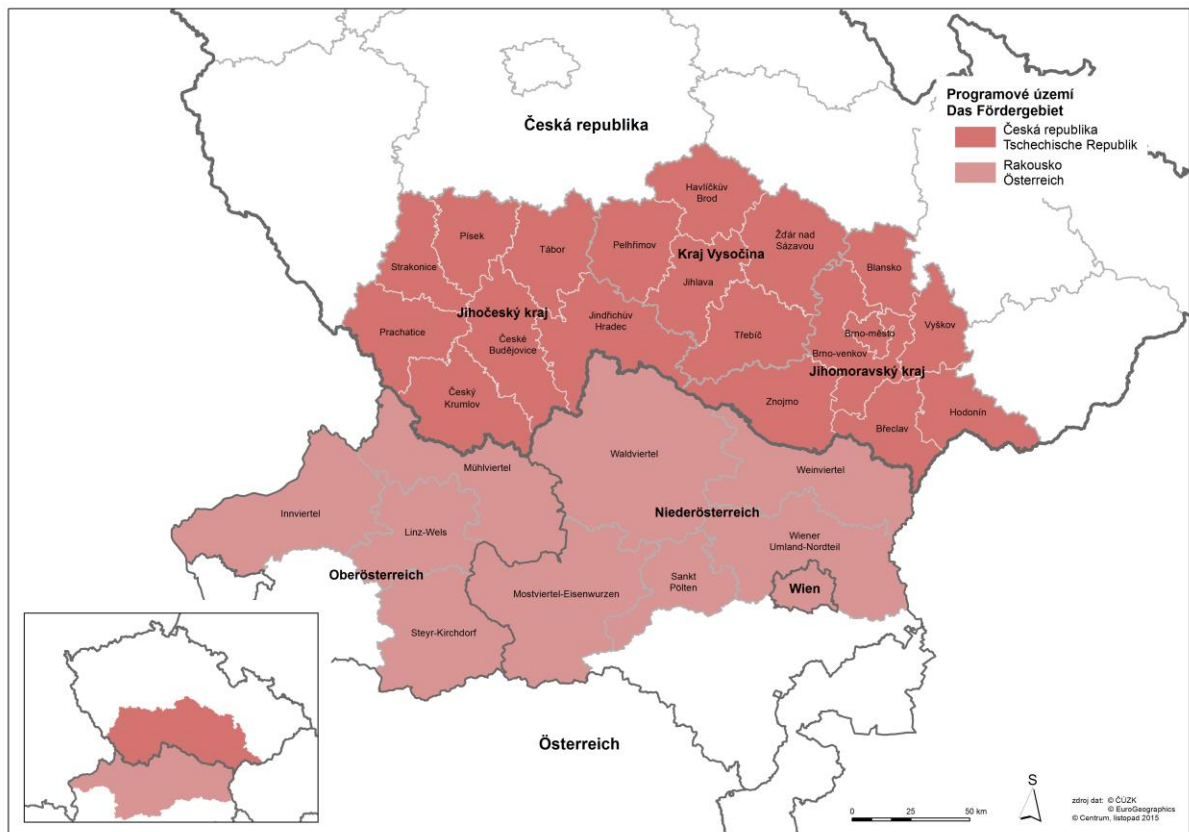 Programové území
Das Fördergebiet
Česká republika
Tschechische Republik
Rakousko
Österreich
Česká republika
Havlíčkův
Brod
Písek
Tábor
Pelhřimov
Žďár nad
Sázavou
Kraj Vysočina
Strakonice
Jihlava
Blansko
Jihočeský kraj
Jindřichův
Hradec
Prachatice
České
Budějovice
Třebíč
Brno-město
Vyškov
Brno-venkov
Jihomoravský kraj
Český
Krumlov
Znojmo
Břeclav
Hodonín
Mühlviertel
Waldviertel
Weinviertel
Innviertel
Linz-Wels
Niederösterreich
Wiener
Umland-Nordteil
Oberösterreich
Mostviertel-Eisenwurzen
Sankt
Pölten
Wien
Steyr-Kirchdorf
Österreich
S
0 25 50 km
zdroj dat: © ČÚZK
© EuroGeographics
© Centrum, listopad 2015